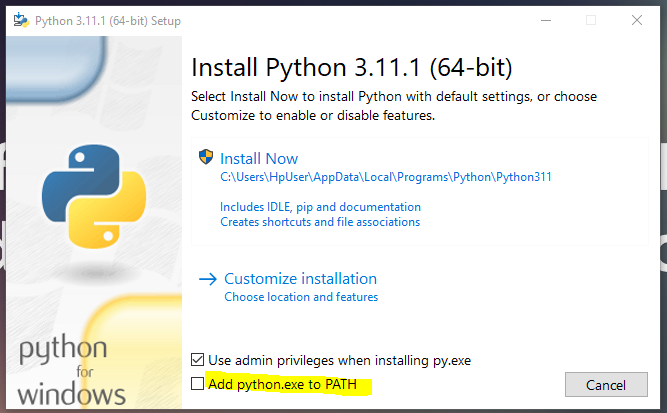 Python 3.11.1 (64-bit) Setup
Install Python 3.11.1 (64-bit)
Select Install Now to install Python with default settings, or choose
Customize to enable or disable features.
Install Now
C:\Users\HpUser\AppData\Local\Programs\Python\Python311
Includes IDLE, pip and documentation
Creates shortcuts and file associations
Customize installation
Choose location and features
python
for
windows
Use admin privileges when installing py.exe
Add python.exe to PATH
Cancel